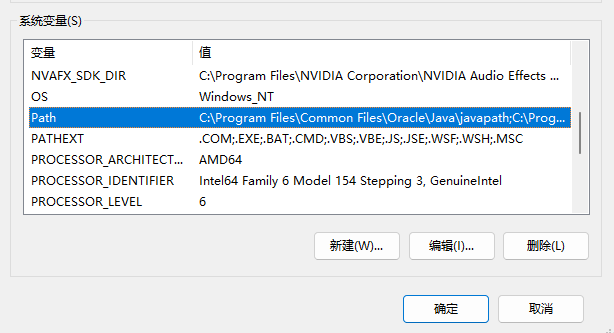 系统变量(S)
变量 值
NVAFX_SDK_DIR C:\Program Files\NVIDIA Corporation\NVIDIA Audio Effects ...
OS Windows_NT
Path C:\Program Files\Common Files\Oracle\Java\javapath;C:\Prog...
PATHEXT .COM;.EXE;.BAT;.CMD;.VBS;.VBE;.JS;.JSE;.WSF;.WSH;.MSC
PROCESSOR_ARCHITECT... AMD64
PROCESSOR_IDENTIFIER Intel64 Family 6 Model 154 Stepping 3, GenuineIntel
PROCESSOR_LEVEL 6
新建(W)... 编辑(I)... 删除(L)
确定 取消